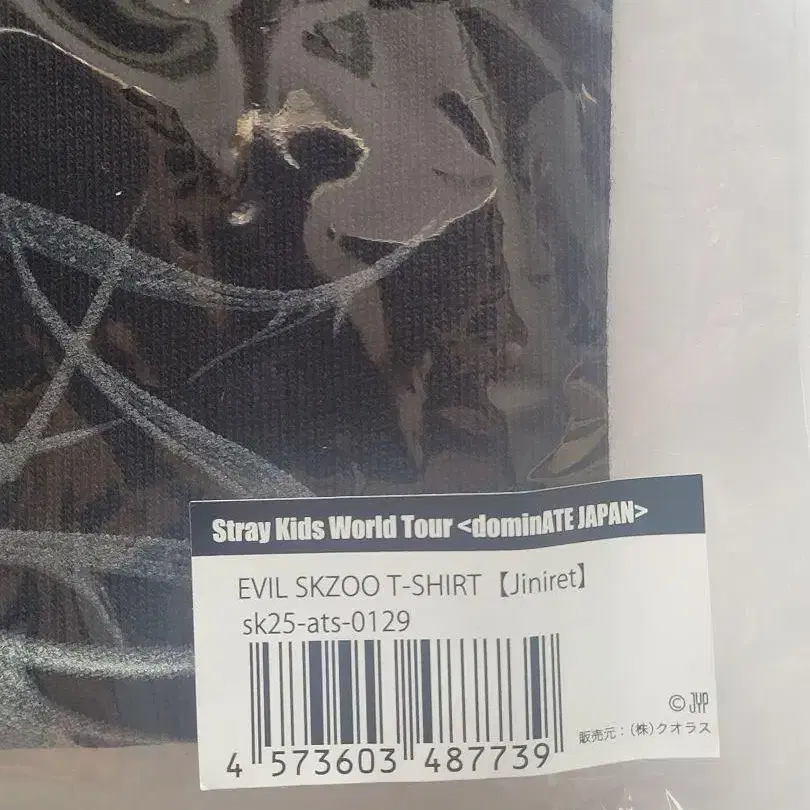 Stray Kids World Tour <dominATE JAPAN>
EVIL SKZOO T-SHIRT【Jiniret】
sk25-ats-0129
© JYP
販売元:(株)クオラス
4 573603 487739